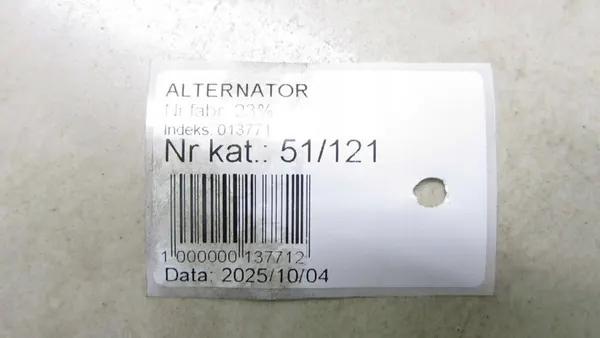 ALTERNATOR
Nr fabr. 23%
Indeks: 013771
Nr kat.: 51/121
1 000000 137712
Data: 2025/10/04